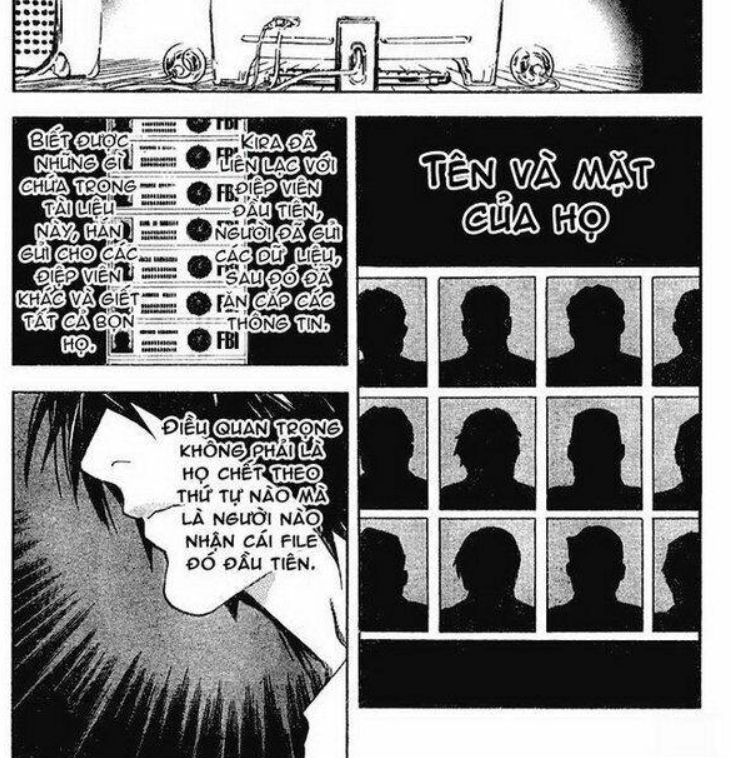 TÊN VÀ MẶT
CỦA HỌ
KIRA ĐÃ
LIÊN LẠC VỚI
ĐIỆP VIÊN
ĐẦU TIÊN,
NGƯỜI ĐÃ GỬI
CÁC DỮ LIỆU,
SAU ĐÓ ĐÃ
ĂN CẮP CÁC
THÔNG TIN.
BIẾT ĐƯỢC
NHỮNG GÌ
CHỨA TRONG
TÀI LIỆU
NÀY, HẮN
GỬI CHO CÁC
ĐIỆP VIÊN
KHÁC VÀ GIẾT
TẤT CẢ BỌN
HỌ.
FBI
FBI
ĐIỀU QUAN TRỌNG
KHÔNG PHẢI LÀ
HỌ CHẾT THEO
THỨ TỰ NÀO MÀ
LÀ NGƯỜI NÀO
NHẬN CÁI FILE
ĐÓ ĐẦU TIÊN.